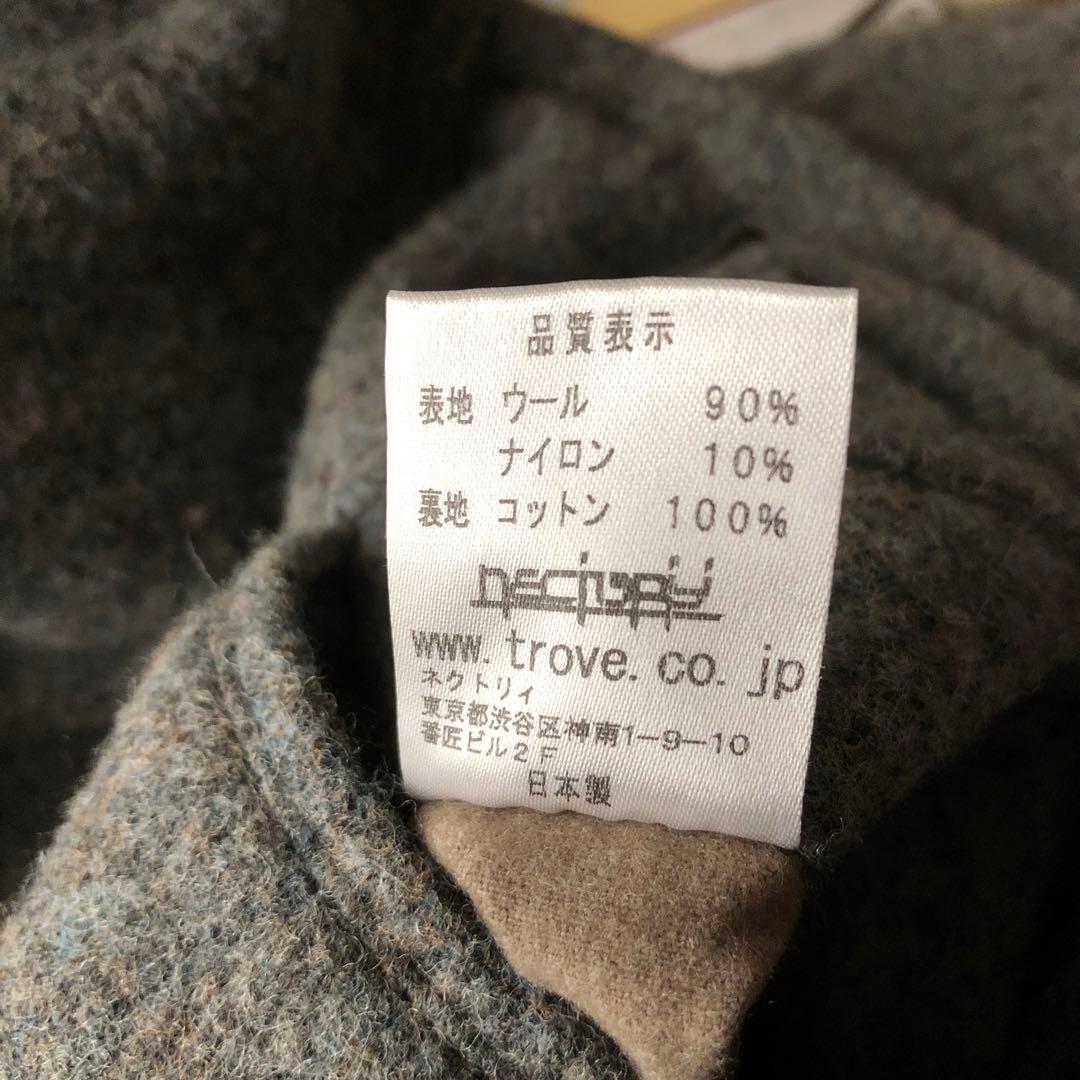 品質表示
表地 ウール 90%
ナイロン 10%
裏地 コットン 100%
www.trove.co.jp
ネクトリィ
東京都渋谷区神南1-9-10
番匠ビル2F
日本製